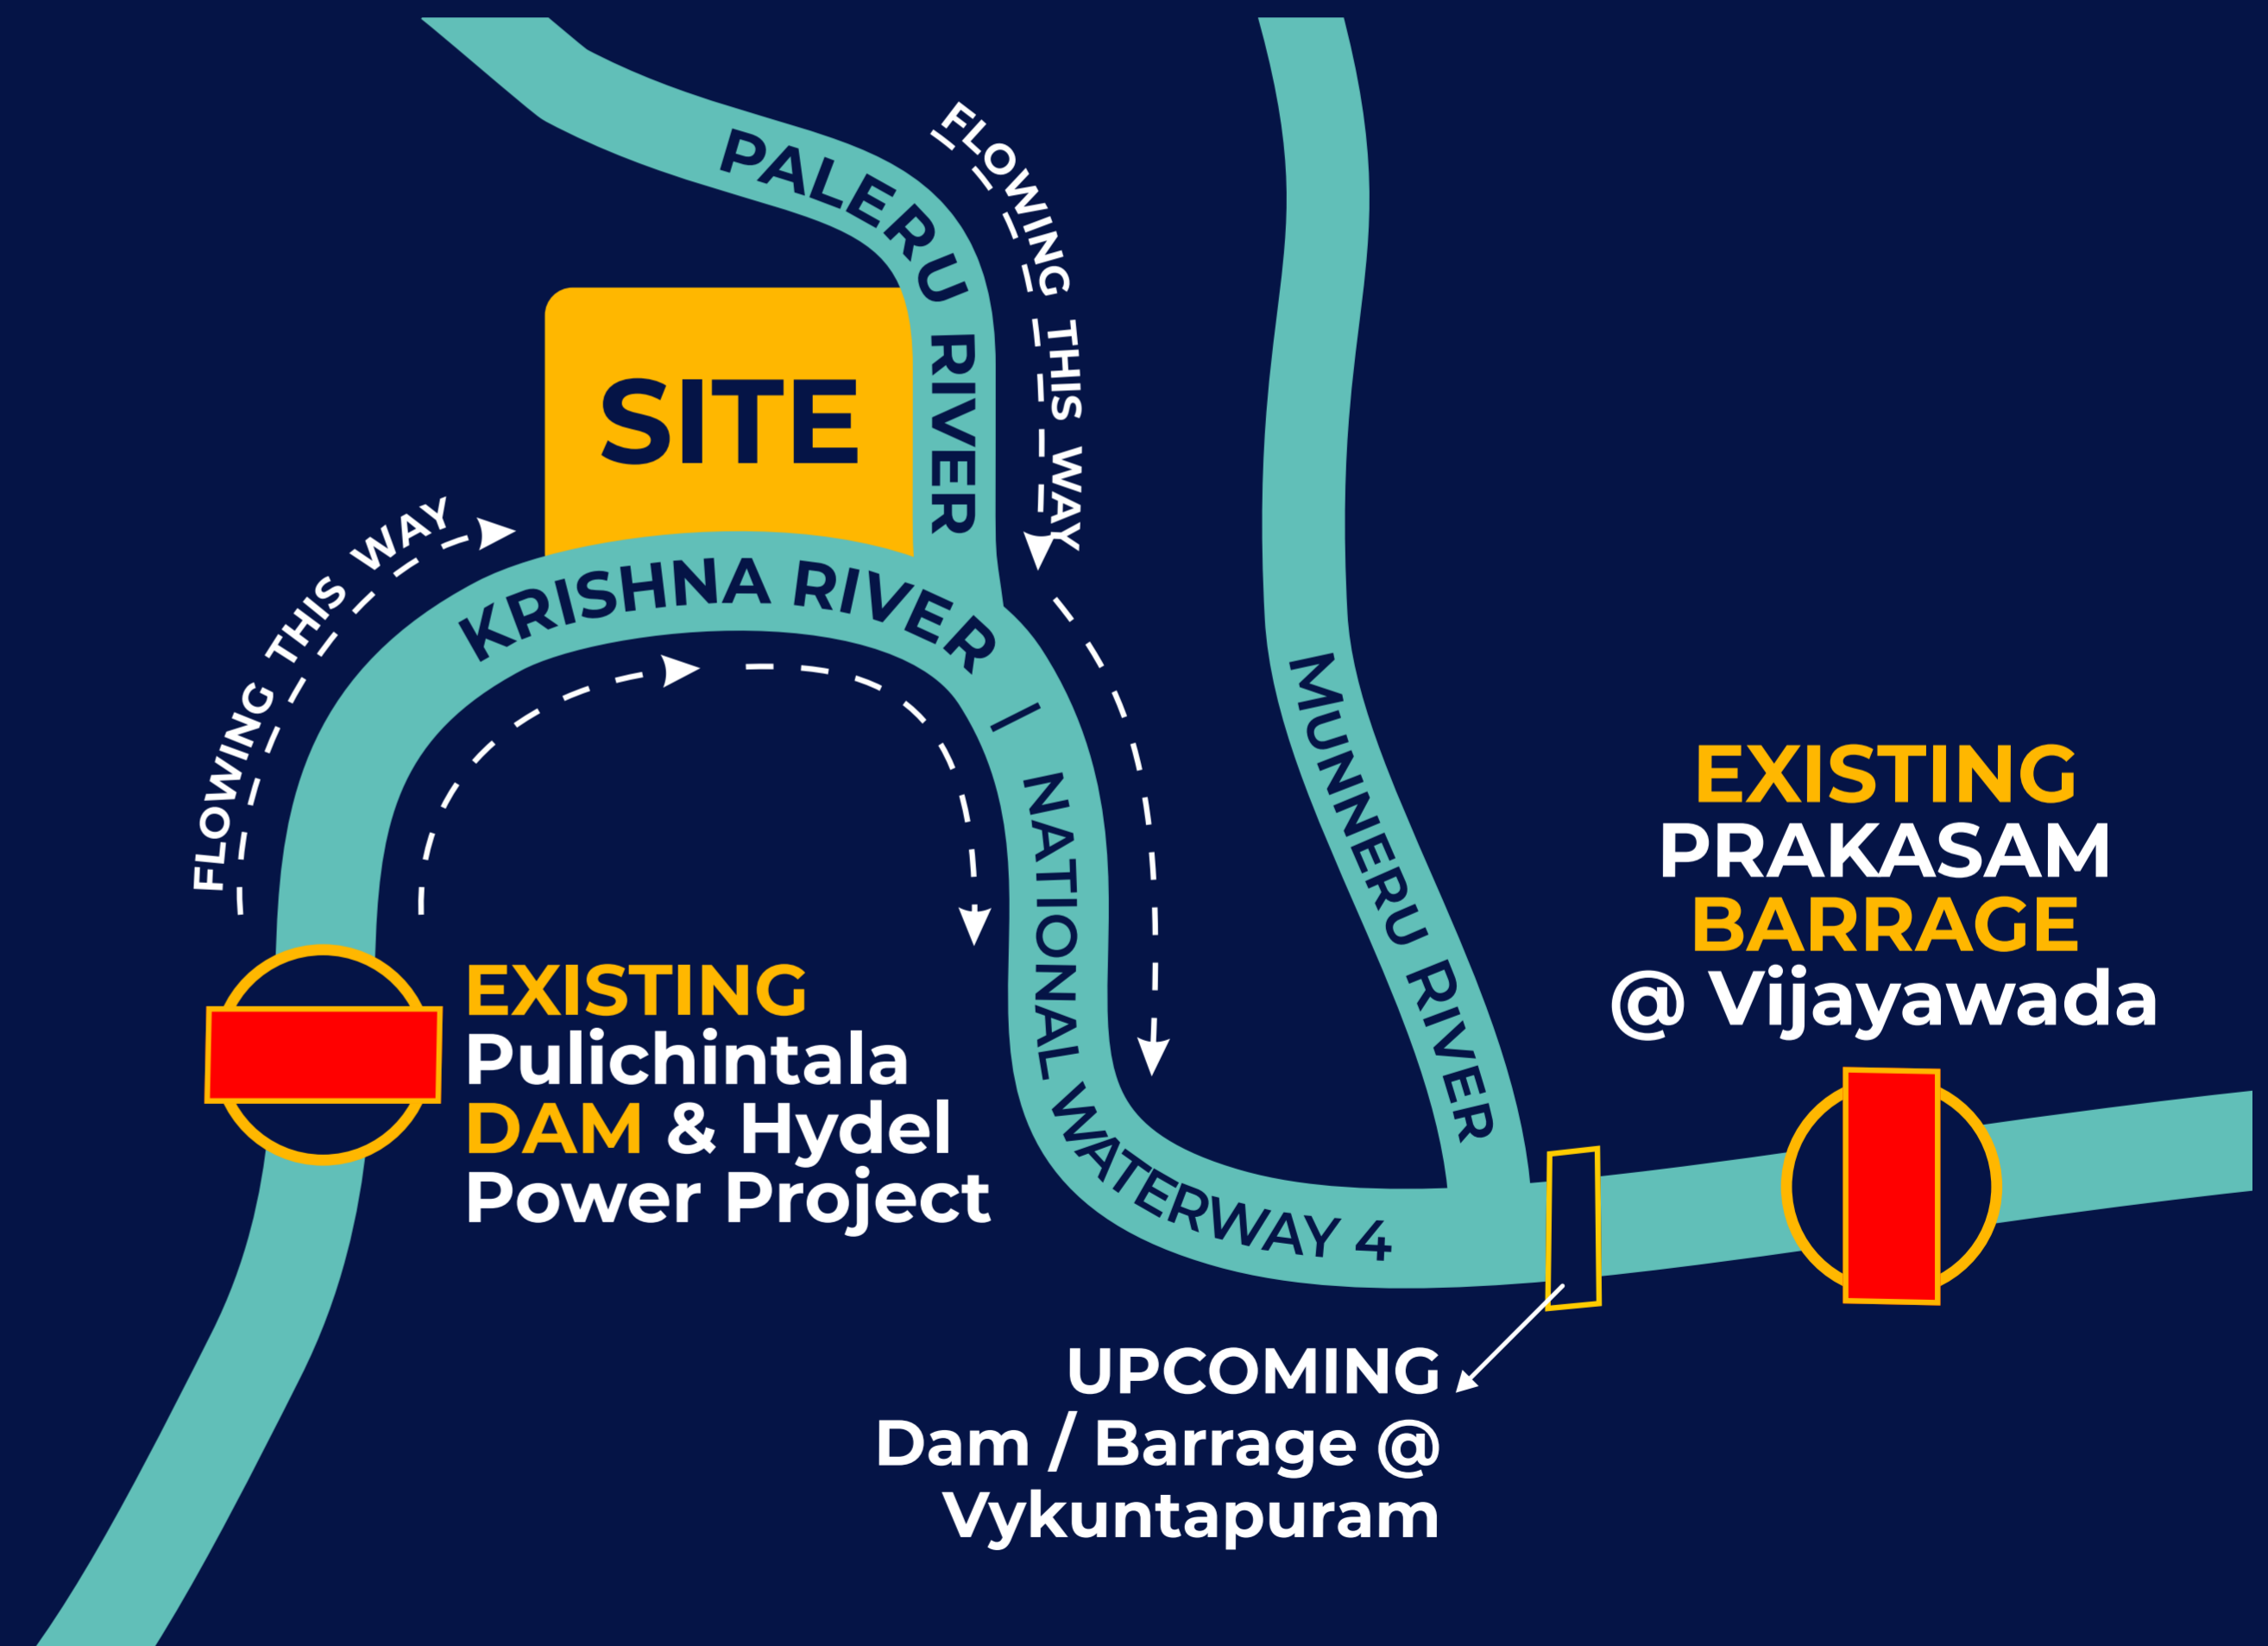 PALERU RIVER
FLOWING THIS WAY
SITE
FLOWING THIS WAY
KRISHNA RIVER | NATIONAL WATERWAY 4
MUNNERU RIVER
EXISTING
PRAKASAM
BARRAGE
@ Vijayawada
EXISTING
Pulichintala
DAM & Hydel
Power Project
UPCOMING
Dam / Barrage @
Vykuntapuram